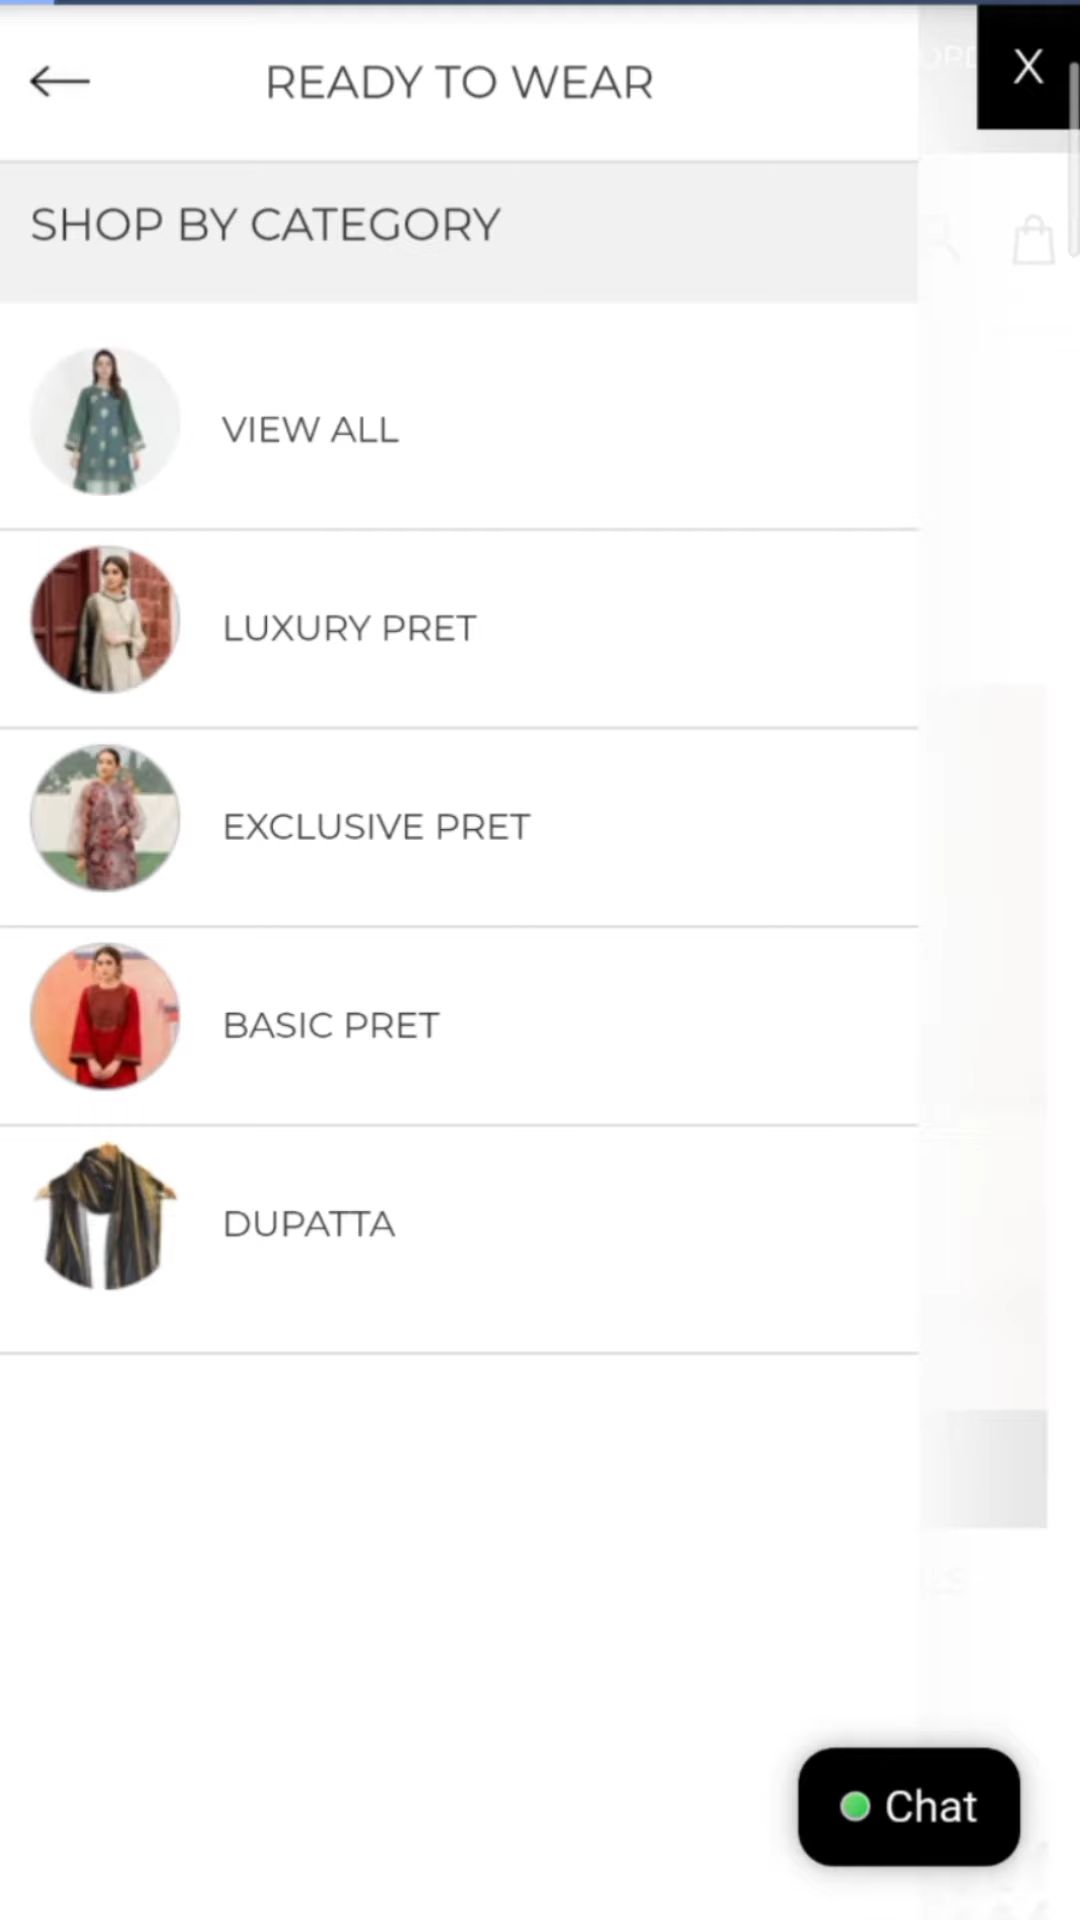 READY TO WEAR
X
SHOP BY CATEGORY
VIEW ALL
LUXURY PRET
EXCLUSIVE PRET
BASIC PRET
DUPATTA
Chat